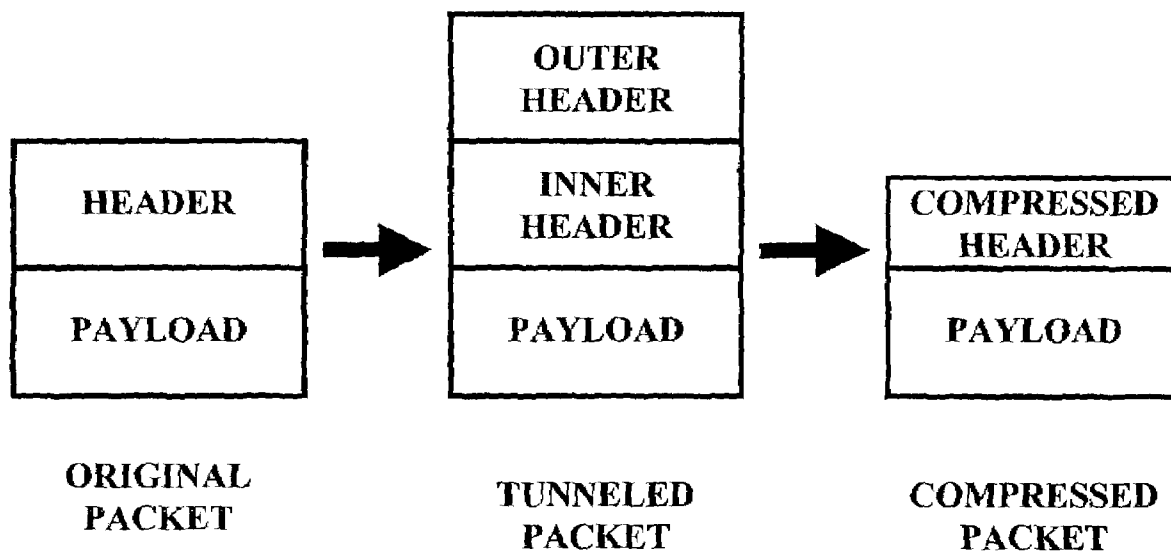 HEADER
PAYLOAD
ORIGINAL
PACKET
OUTER
HEADER
INNER
HEADER
PAYLOAD
TUNNELED
PACKET
COMPRESSED
HEADER
PAYLOAD
COMPRESSED
PACKET